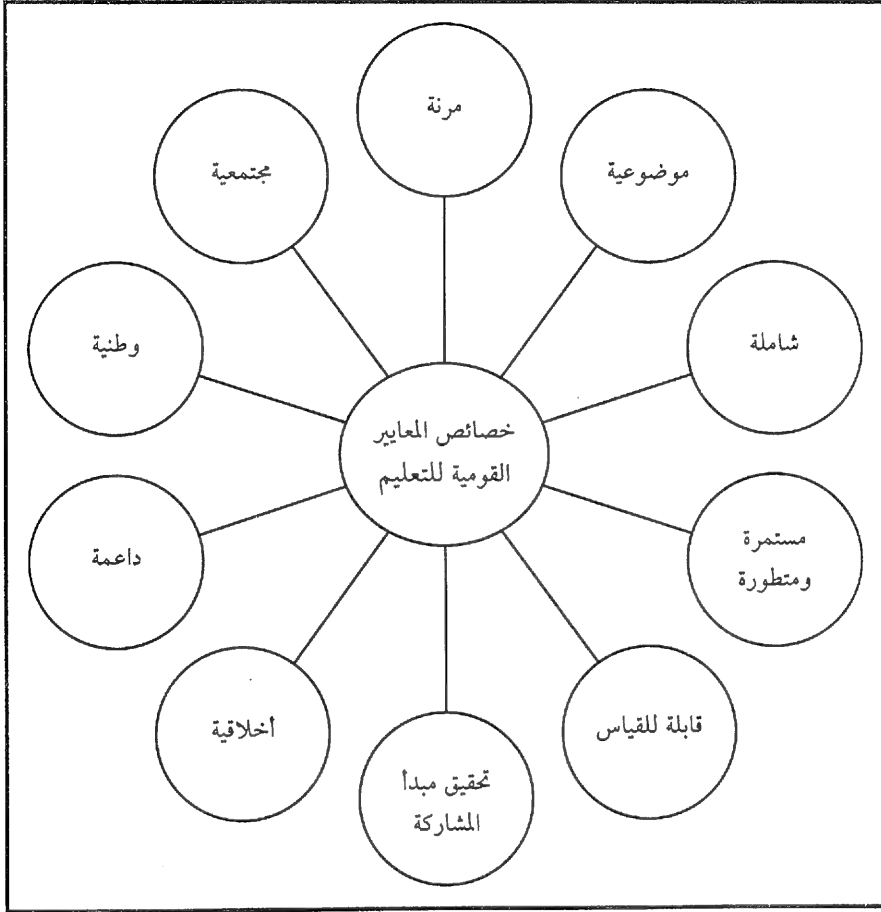 مرنة
موضوعية
مجتمعية
شاملة
وطنية
خصائص المعايير
القومية للتعليم
مستمرة
ومتطورة
داعمة
قابلة للقياس
أخلاقية
تحقيق مبدأ
المشاركة